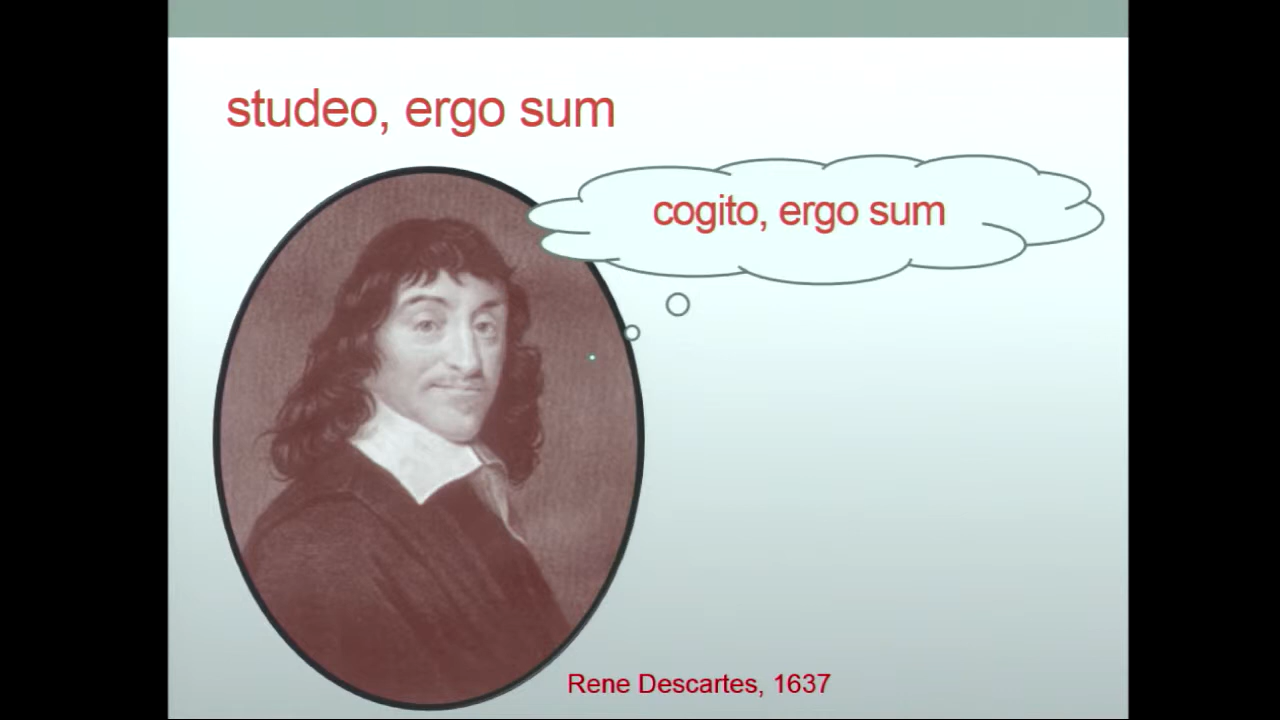 studeo, ergo sum
cogito, ergo sum
Rene Descartes, 1637